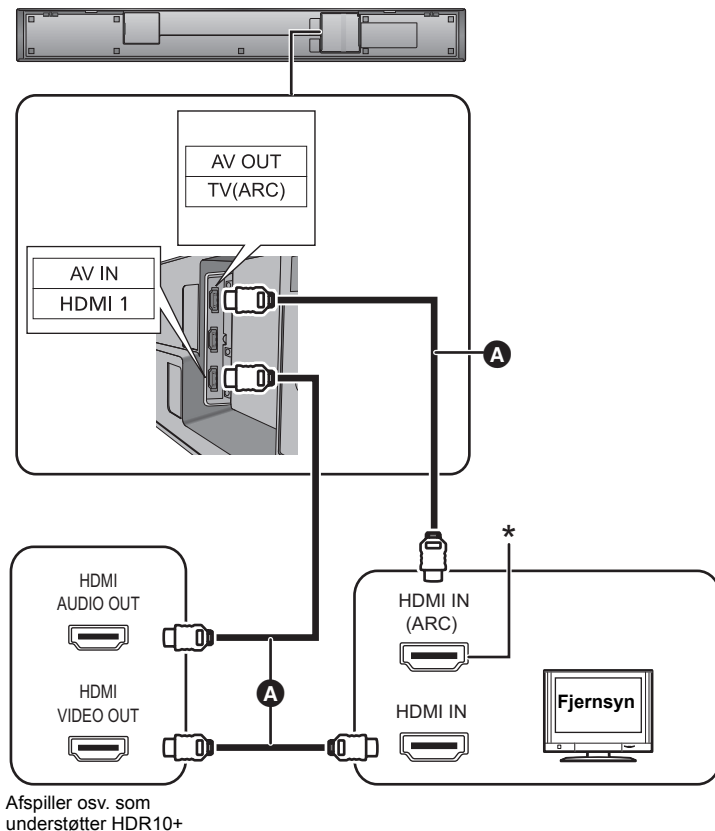 AV OUT
TV(ARC)
AV IN
HDMI 1
A
*
HDMI
AUDIO OUT
HDMI IN
(ARC)
A
HDMI
VIDEO OUT
HDMI IN
Fjernsyn
Afspiller osv. som
understøtter HDR10+